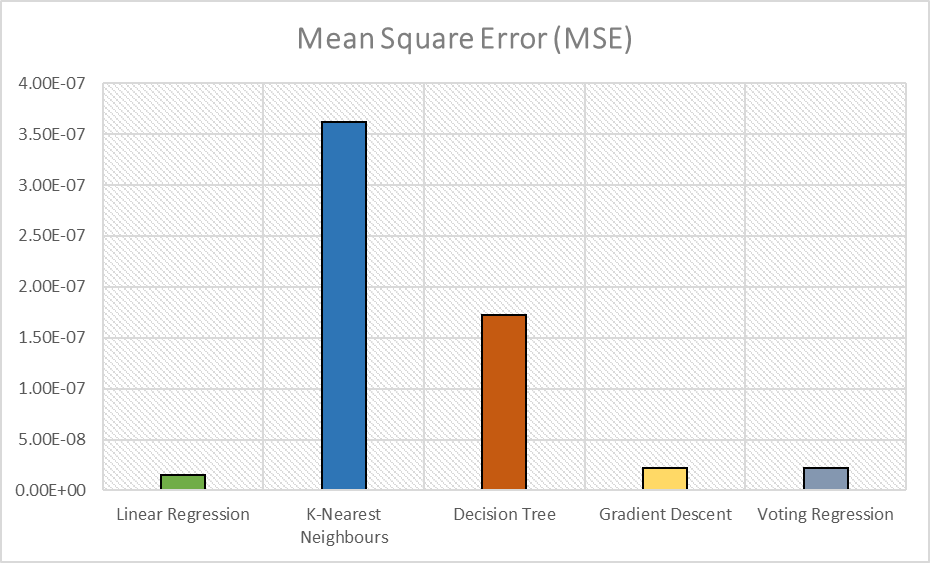 Mean Square Error (MSE)
4.00E-07
3.50E-07
3.00E-07
2.50E-07
2.00E-07
1.50E-07
1.00E-07
5.00E-08
0.00E+00
Linear Regression
K-Nearest
Neighbours
Decision Tree
Gradient Descent
Voting Regression